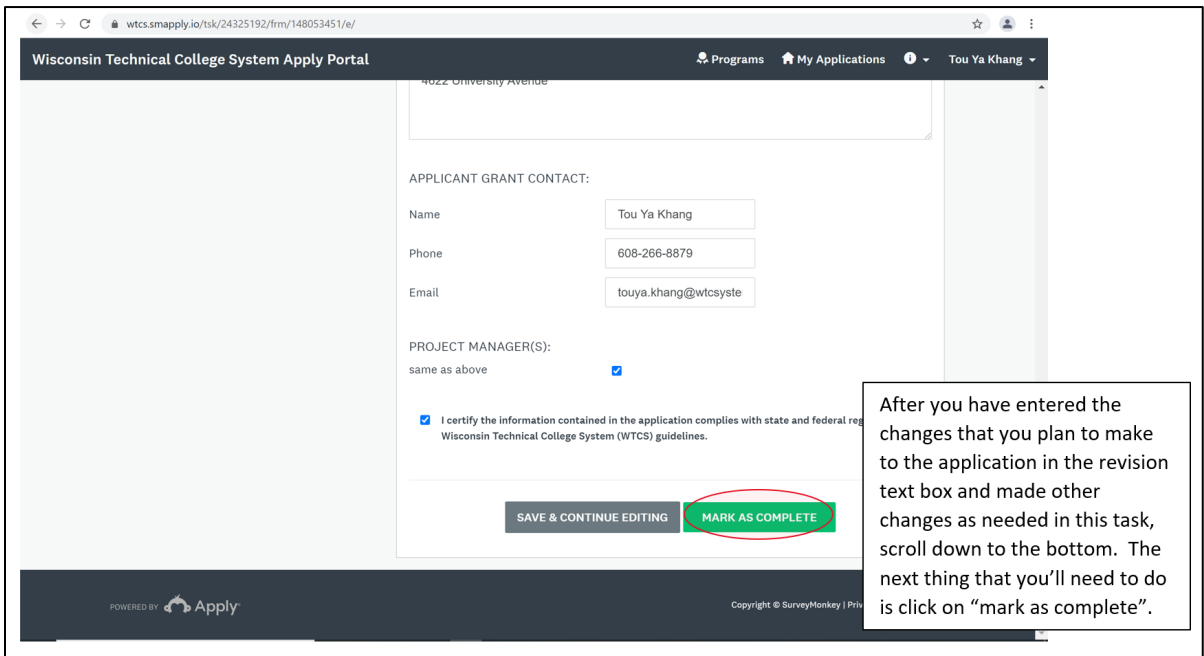 wtcs.smapply.io/tsk/24325192/frm/148053451/e/
Wisconsin Technical College System Apply Portal Programs My Applications Tou Ya Khang
4622 University Avenue
APPLICANT GRANT CONTACT:
Name Tou Ya Khang
Phone 608-266-8879
Email touya.khang@wtcsyste
PROJECT MANAGER(S):
same as above
I certify the information contained in the application complies with state and federal reg
Wisconsin Technical College System (WTCS) guidelines.
SAVE & CONTINUE EDITING MARK AS COMPLETE
After you have entered the
changes that you plan to make
to the application in the revision
text box and made other
changes as needed in this task,
scroll down to the bottom. The
next thing that you'll need to do
is click on “mark as complete”.
POWERED BY Apply
Copyright © SurveyMonkey | Priv